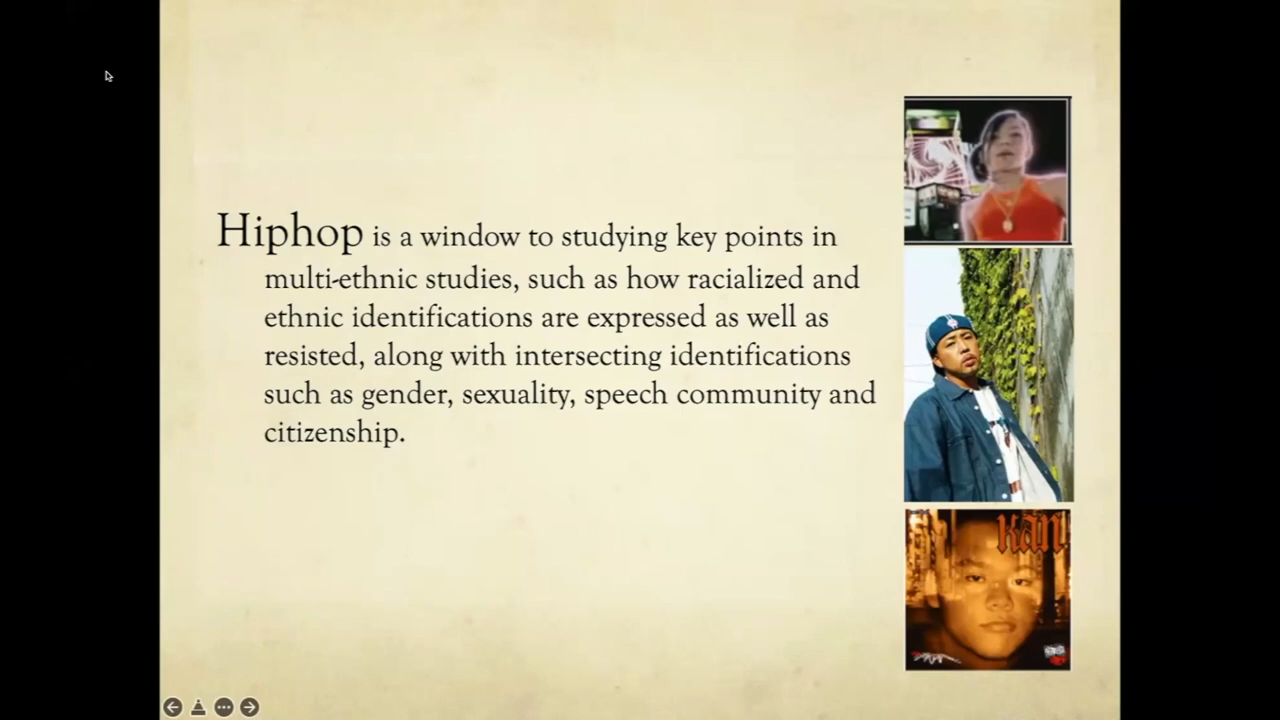 Hiphop is a window to studying key points in
multi-ethnic studies, such as how racialized and
ethnic identifications are expressed as well as
resisted, along with intersecting identifications
such as gender, sexuality, speech community and
citizenship.